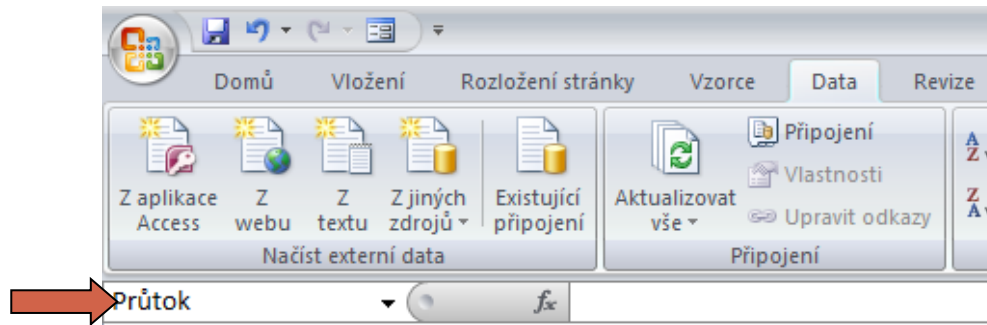 Domů Vložení Rozložení stránky Vzorce Data Revize
Z aplikace Access
Z webu
Z textu
Z jiných zdrojů
Existující připojení
Načíst externí data
Aktualizovat vše
Připojení
Vlastnosti
Upravit odkazy
Připojení
A
Z
Z
A
Průtok fx